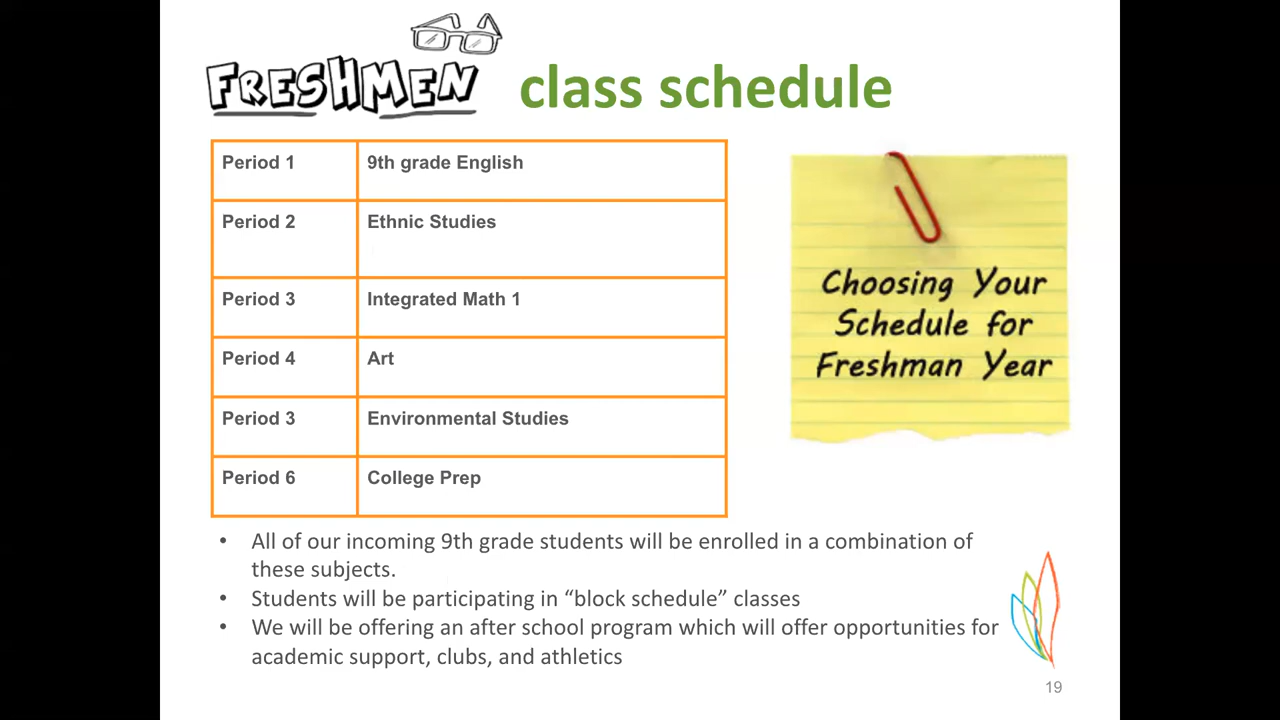 FRESHMEN class schedule
Period 1 9th grade English
Period 2 Ethnic Studies
Period 3 Integrated Math 1
Period 4 Art
Period 3 Environmental Studies
Period 6 College Prep
Choosing Your
Schedule for
Freshman Year
• All of our incoming 9th grade students will be enrolled in a combination of
these subjects.
• Students will be participating in “block schedule” classes
• We will be offering an after school program which will offer opportunities for
academic support, clubs, and athletics
19